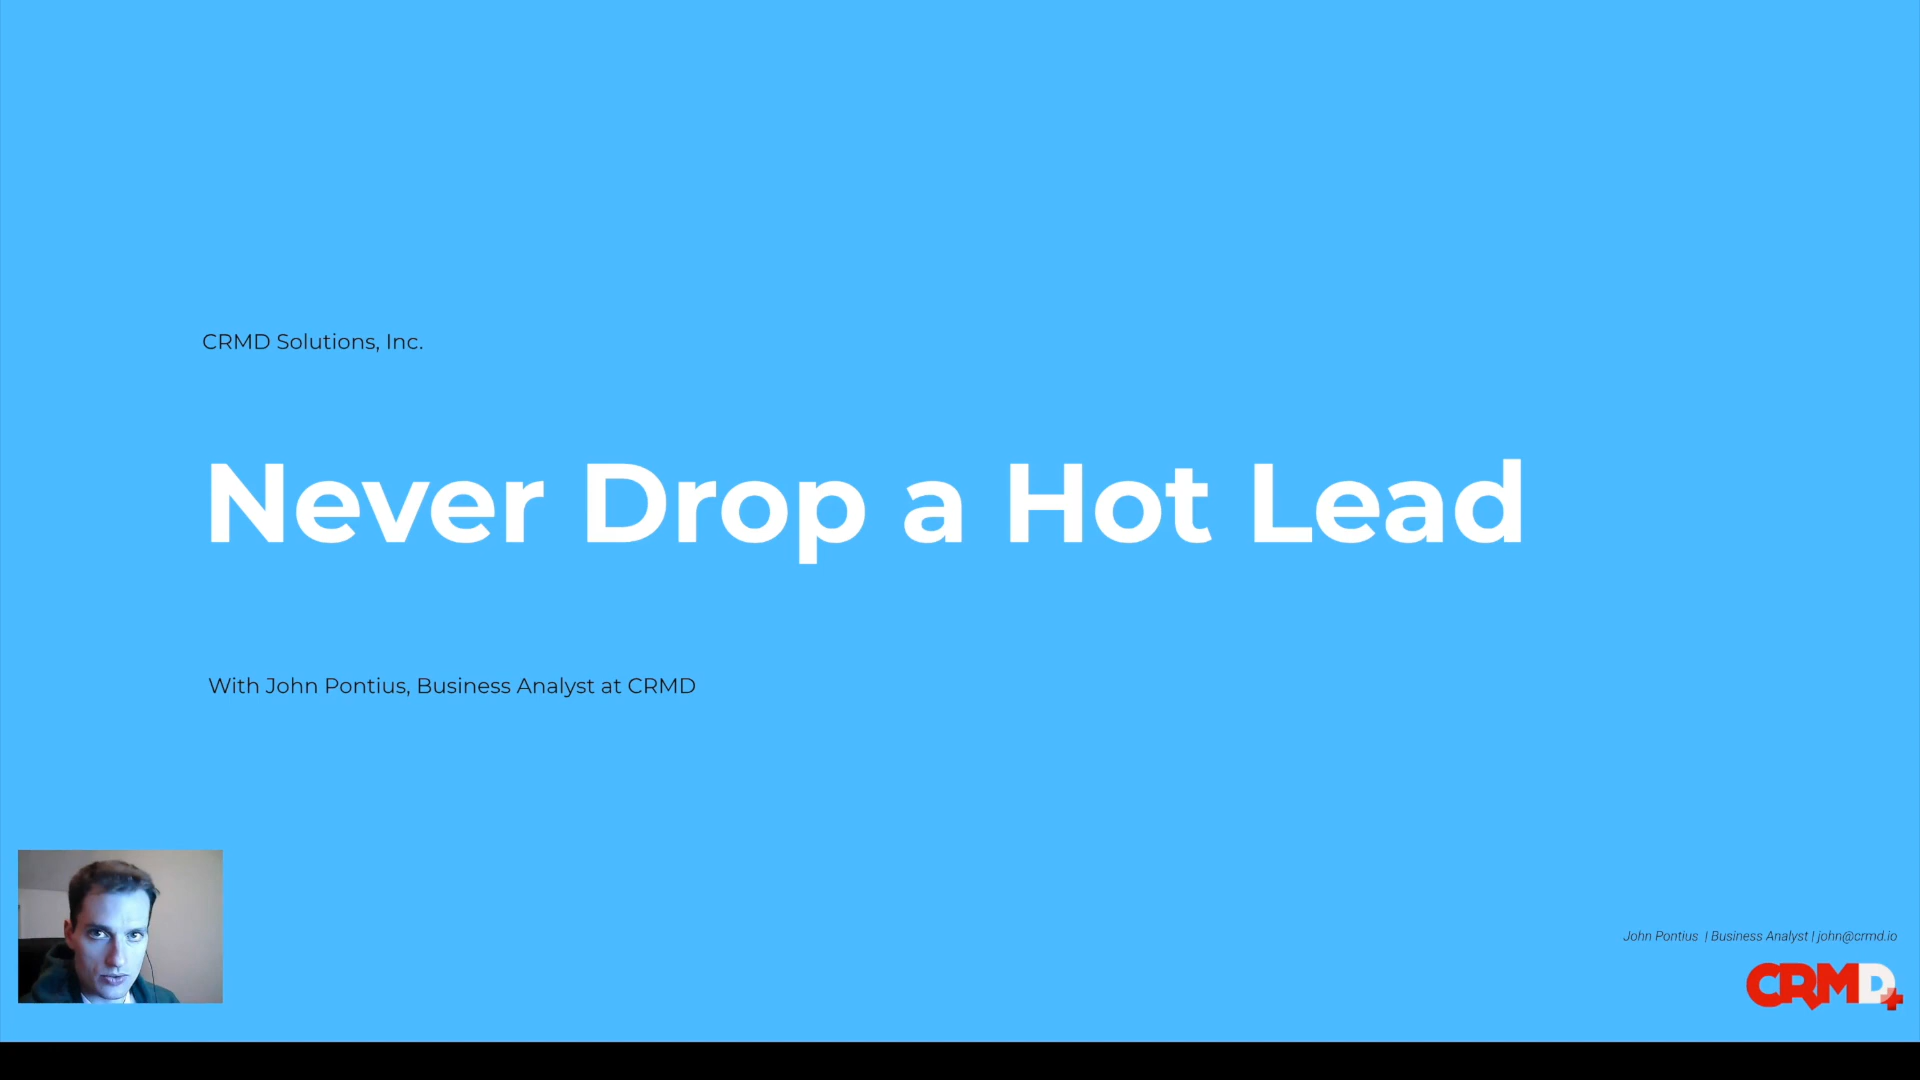 CRMD Solutions, Inc.
Never Drop a Hot Lead
With John Pontius, Business Analyst at CRMD
John Pontius | Business Analyst | john@crmd.io
CRMD